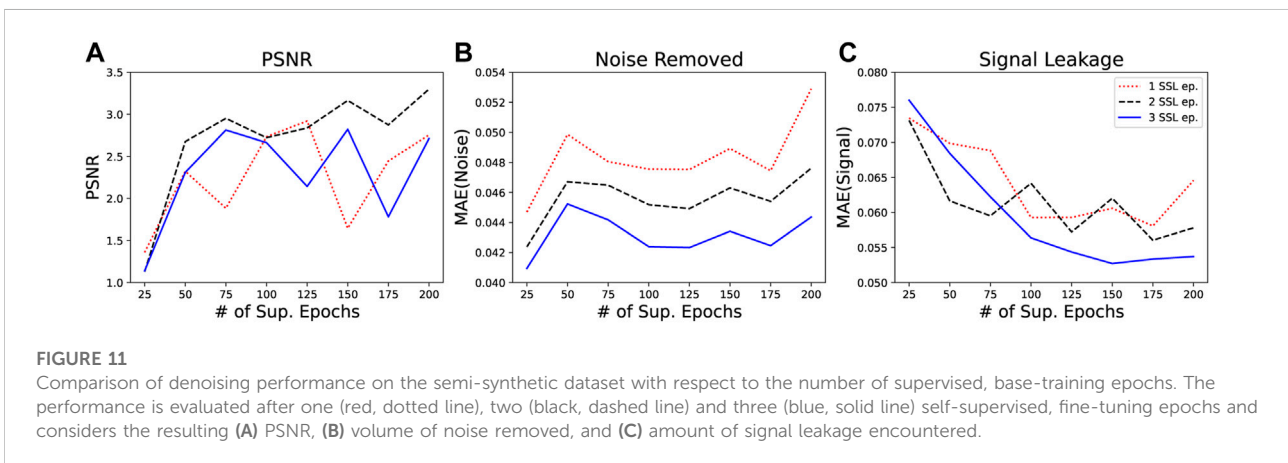 A
PSNR
3.5
3.0
2.5
2.0
1.5
1.0
PSNR
25 50 75 100 125 150 175 200
# of Sup. Epochs
B
Noise Removed
0.054
0.052
0.050
0.048
0.046
0.044
0.042
0.040
MAE(Noise)
25 50 75 100 125 150 175 200
# of Sup. Epochs
C
Signal Leakage
0.080
0.075
0.070
0.065
0.060
0.055
0.050
MAE(Signal)
1 SSL ep.
2 SSL ep.
3 SSL ep.
25 50 75 100 125 150 175 200
# of Sup. Epochs
FIGURE 11
Comparison of denoising performance on the semi-synthetic dataset with respect to the number of supervised, base-training epochs. The
performance is evaluated after one (red, dotted line), two (black, dashed line) and three (blue, solid line) self-supervised, fine-tuning epochs and
considers the resulting (A) PSNR, (B) volume of noise removed, and (C) amount of signal leakage encountered.